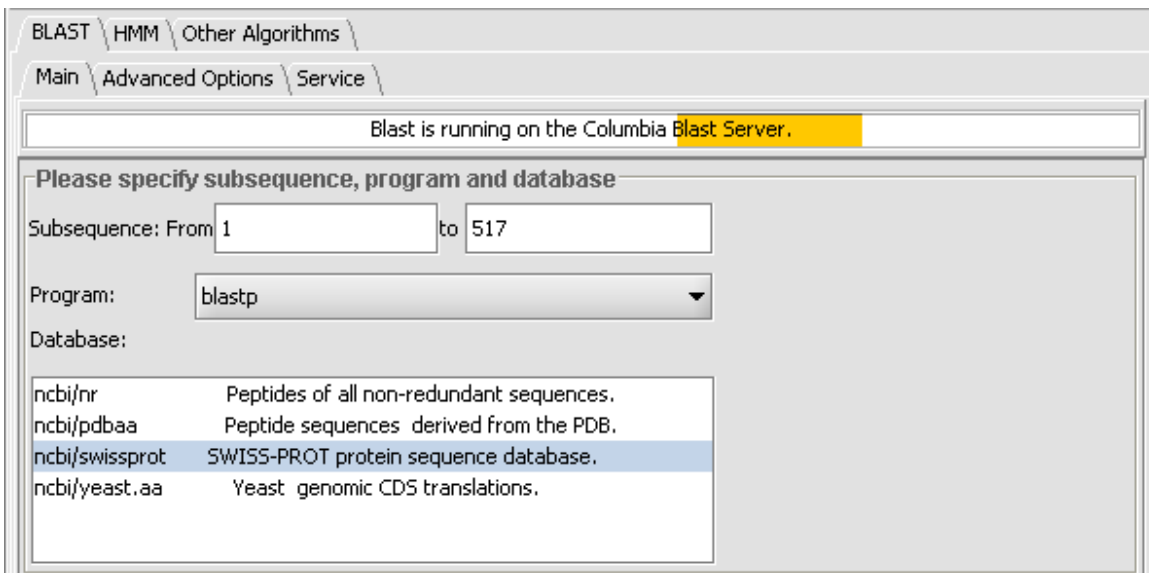 BLAST HMM Other Algorithms
Main Advanced Options Service
Blast is running on the Columbia Blast Server.
Please specify subsequence, program and database
Subsequence: From 1 to 517
Program: blastp
Database:
ncbi/nr Peptides of all non-redundant sequences.
ncbi/pdbaa Peptide sequences derived from the PDB.
ncbi/swissprot SWISS-PROT protein sequence database.
ncbi/yeast.aa Yeast genomic CDS translations.